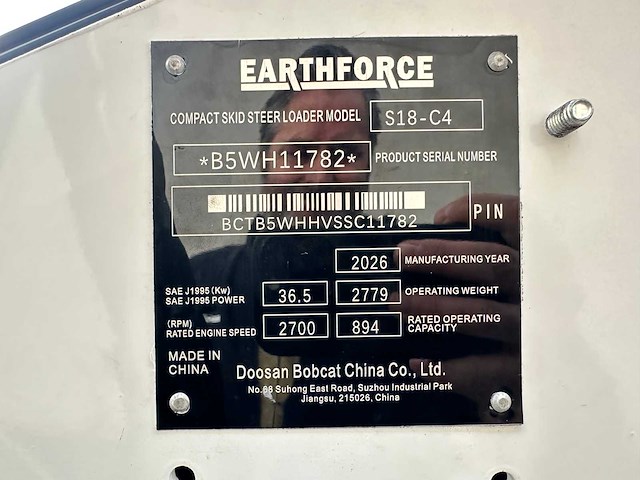 EARTHFORCE
COMPACT SKID STEER LOADER MODEL S18-C4
*B5WH11782* PRODUCT SERIAL NUMBER
BCTB5WHHVSSC11782 PIN
2026 MANUFACTURING YEAR
SAE J1995 (Kw)
SAE J1995 POWER 36.5 2779 OPERATING WEIGHT
(RPM)
RATED ENGINE SPEED 2700 894 RATED OPERATING
CAPACITY
MADE IN
CHINA
Doosan Bobcat China Co., Ltd.
No.88 Suhong East Road, Suzhou Industrial Park
Jiangsu, 215026, China